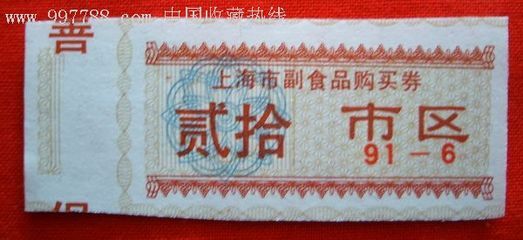 www.997788.com 中国收藏热线
普
上海市副食品购买券
贰拾 市区
91-6